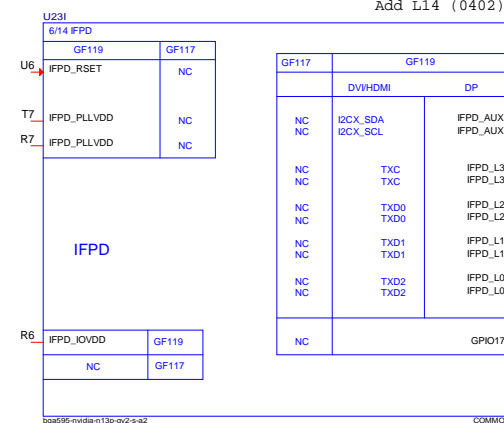 Add L14 (0402)
U23I
6/14 IFPD
GF119 GF117
U6 IFPD_RSET NC
T7 IFPD_PLLVDD NC
R7 IFPD_PLLVDD NC
IFPD
R6 IFPD_IOVDD GF119
NC GF117
GF117 GF119
DVI/HDMI DP
NC I2CX_SDA IFPD_AUX
NC I2CX_SCL IFPD_AUX
NC TXC IFPD_L3
NC TXC IFPD_L3
NC TXD0 IFPD_L2
NC TXD0 IFPD_L2
NC TXD1 IFPD_L1
NC TXD1 IFPD_L1
NC TXD2 IFPD_L0
NC TXD2 IFPD_L0
NC GPIO17
bga595-nvidia-n13p-gv2-s-a2 COMMO